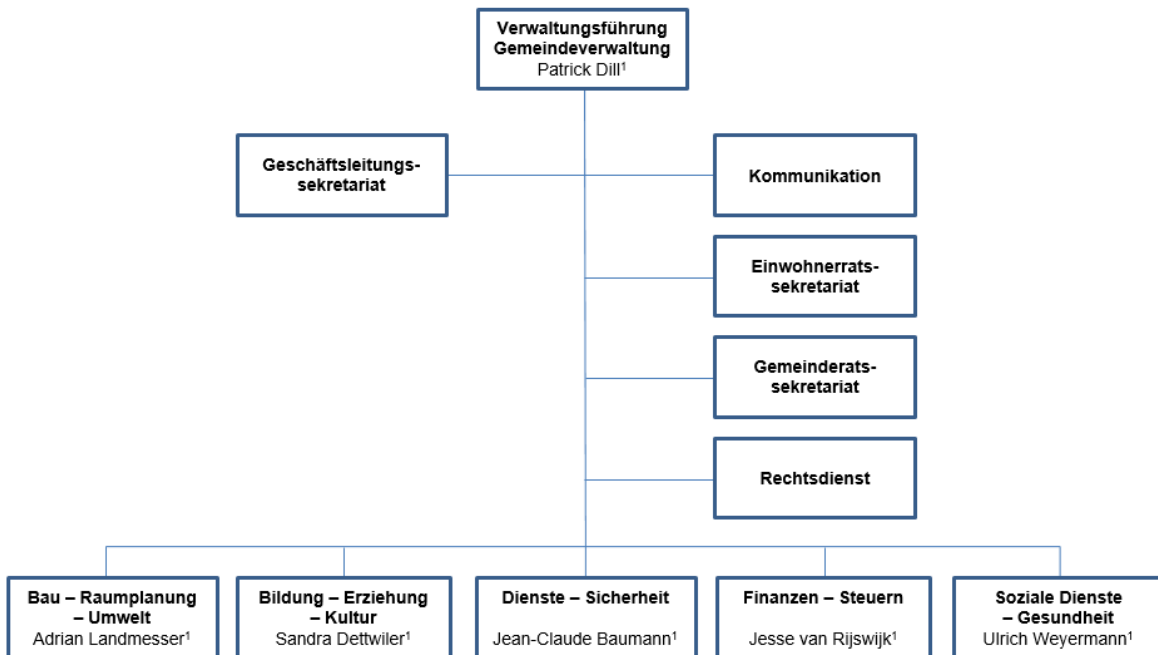 Verwaltungsführung
Gemeindeverwaltung
Patrick Dill¹
Geschäftsleitungs-
sekretariat
Kommunikation
Einwohnerrats-
sekretariat
Gemeinderats-
sekretariat
Rechtsdienst
Bau – Raumplanung
– Umwelt
Adrian Landmesser¹
Bildung – Erziehung –
Kultur
Sandra Dettwiler¹
Dienste – Sicherheit
Jean-Claude Baumann¹
Finanzen – Steuern
Jesse van Rijswijk¹
Soziale Dienste
– Gesundheit
Ulrich Weyermann¹